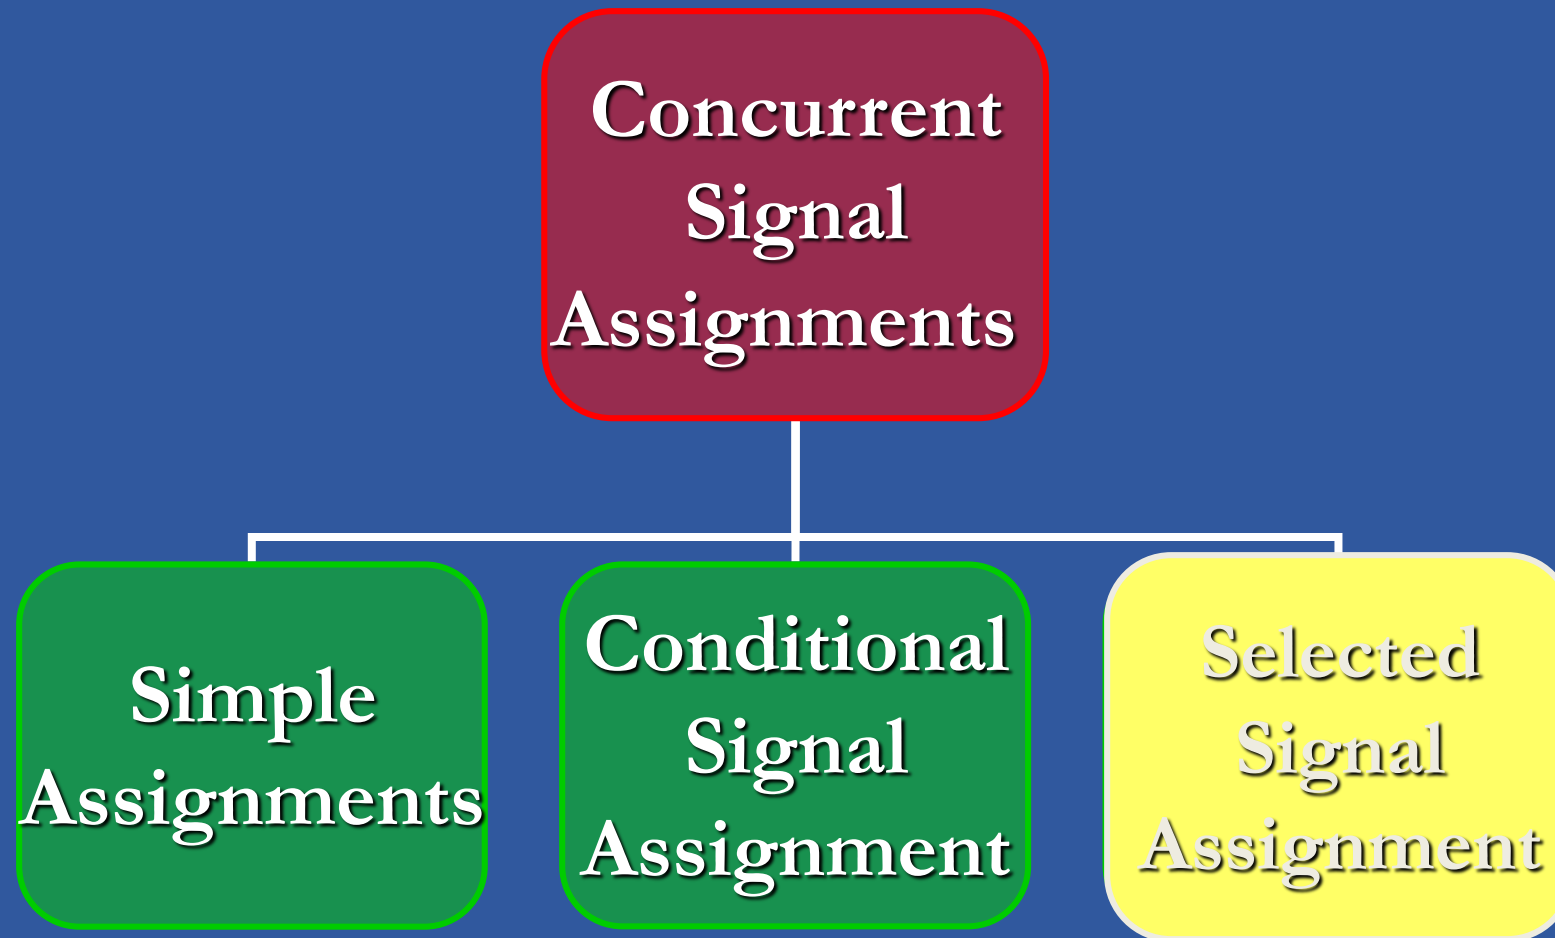 Concurrent
Signal
Assignments
Simple
Assignments
Conditional
Signal
Assignment
Selected
Signal
Assignment